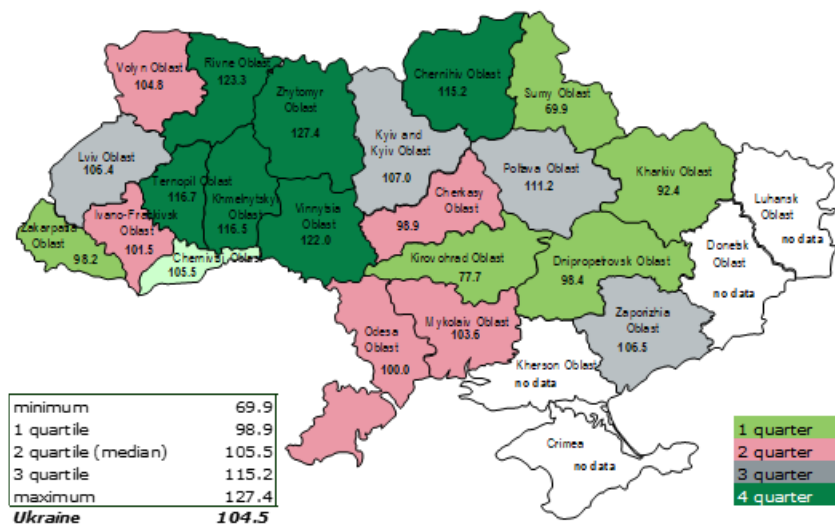 Volyn Oblast
104.8
Rivne Oblast
123.3
Zhytomyr
Oblast
127.4
Chernihiv Oblast
115.2
Sumy Oblast
69.9
Kyiv and
Kyiv Oblast
107.0
Lviv Oblast
106.4
Ternopil Oblast
116.7
Khmelnytsky
Oblast
116.5
Vinnytsia
Oblast
122.0
Cherkasy
Oblast
98.9
Poltava Oblast
111.2
Kharkiv Oblast
92.4
Luhansk
Oblast
no data
Donetsk
Oblast
no data
Zakarpattia
Oblast
98.2
Ivano-Frankivsk
Oblast
101.5
Oblast
105.5
Kirovohrad Oblast
77.7
Dnipropetrovsk Oblast
98.4
Zaporizhia
Oblast
106.5
Odesa
Oblast
100.0
Mykolaiv Oblast
103.6
Kherson Oblast
no data
Crimea
no data
minimum 69.9
1 quartile 98.9
2 quartile (median) 105.5
3 quartile 115.2
maximum 127.4
Ukraine 104.5
1 quarter
2 quarter
3 quarter
4 quarter